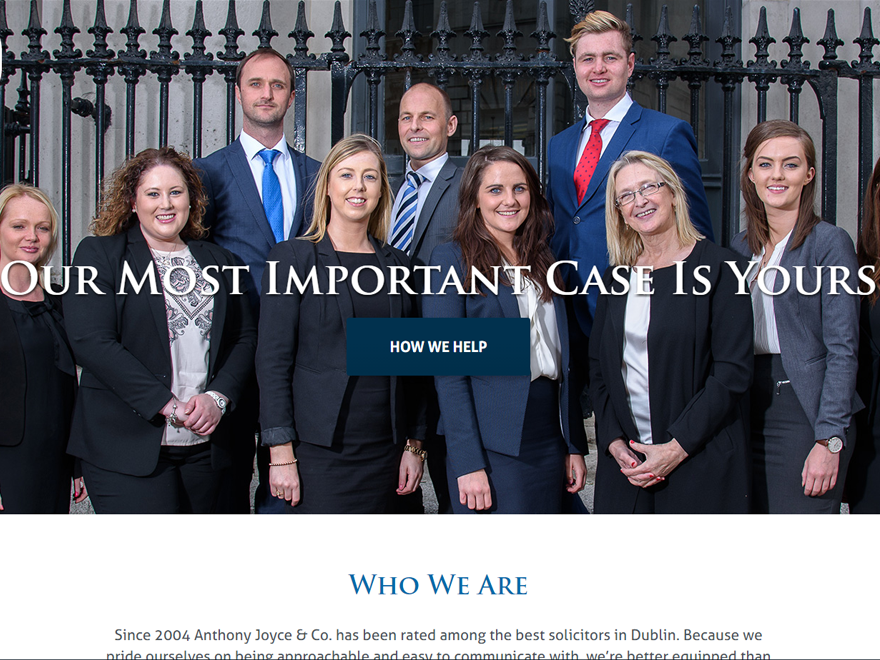 Our Most Important Case Is Yours
HOW WE HELP
Who We Are
Since 2004 Anthony Joyce & Co. has been rated among the best solicitors in Dublin. Because we
pride ourselves on being approachable and easy to communicate with, we're better equipped than